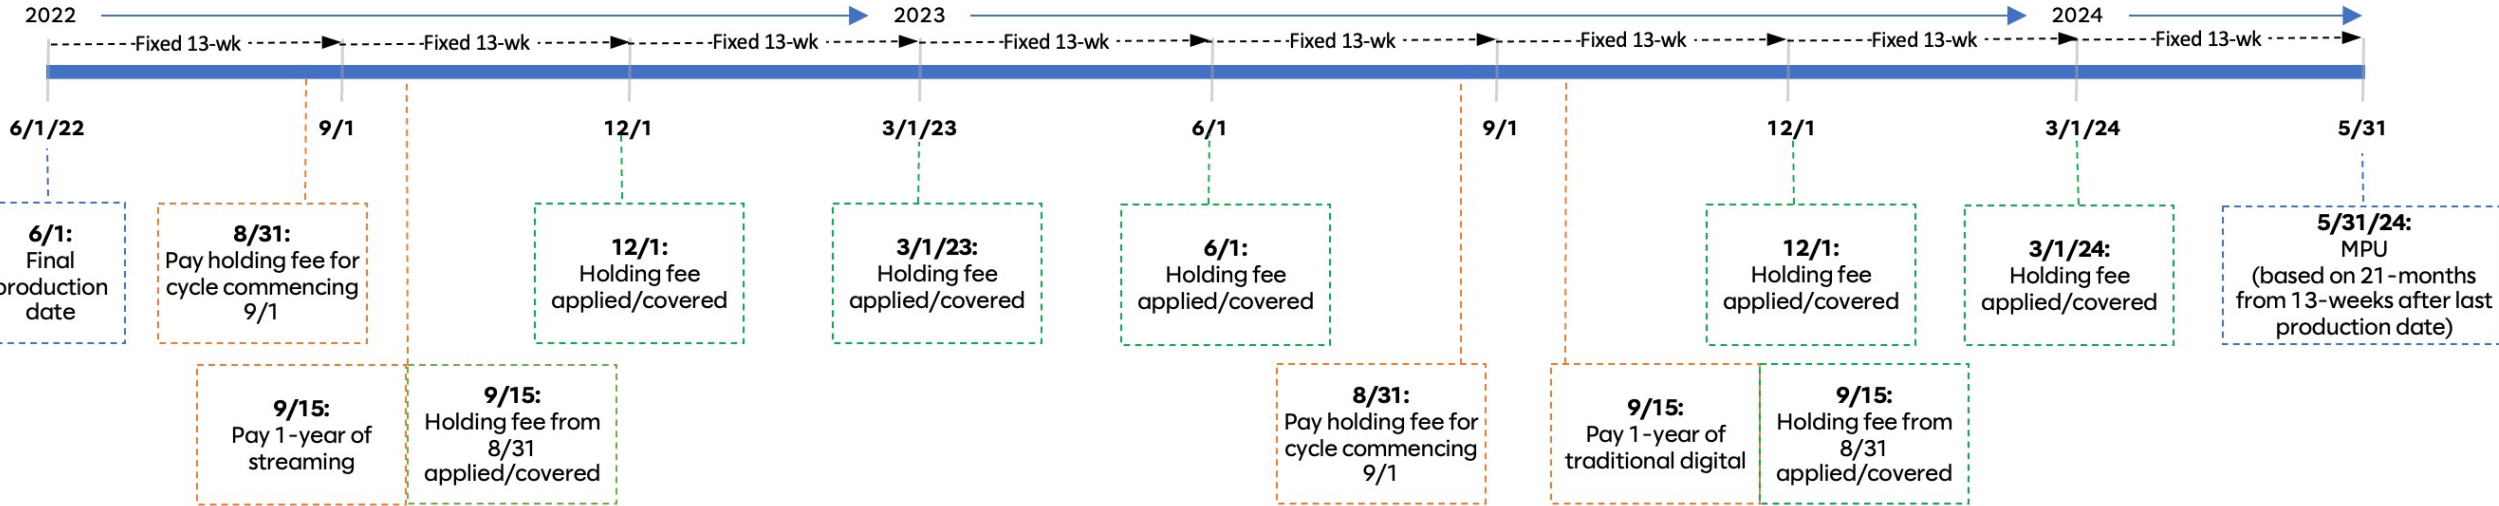 2022
2023
2024
Fixed 13-wk
Fixed 13-wk
Fixed 13-wk
Fixed 13-wk
Fixed 13-wk
Fixed 13-wk
Fixed 13-wk
Fixed 13-wk
6/1/22
9/1
12/1
3/1/23
6/1
9/1
12/1
3/1/24
5/31
6/1:
Final
production
date
8/31:
Pay holding fee for
cycle commencing
9/1
12/1:
Holding fee
applied/covered
3/1/23:
Holding fee
applied/covered
6/1:
Holding fee
applied/covered
12/1:
Holding fee
applied/covered
3/1/24:
Holding fee
applied/covered
5/31/24:
MPU
(based on 21-months
from 13-weeks after last
production date)
9/15:
Pay 1-year of
streaming
9/15:
Holding fee from
8/31
applied/covered
8/31:
Pay holding fee for
cycle commencing
9/1
9/15:
Pay 1-year of
traditional digital
9/15:
Holding fee from
8/31
applied/covered